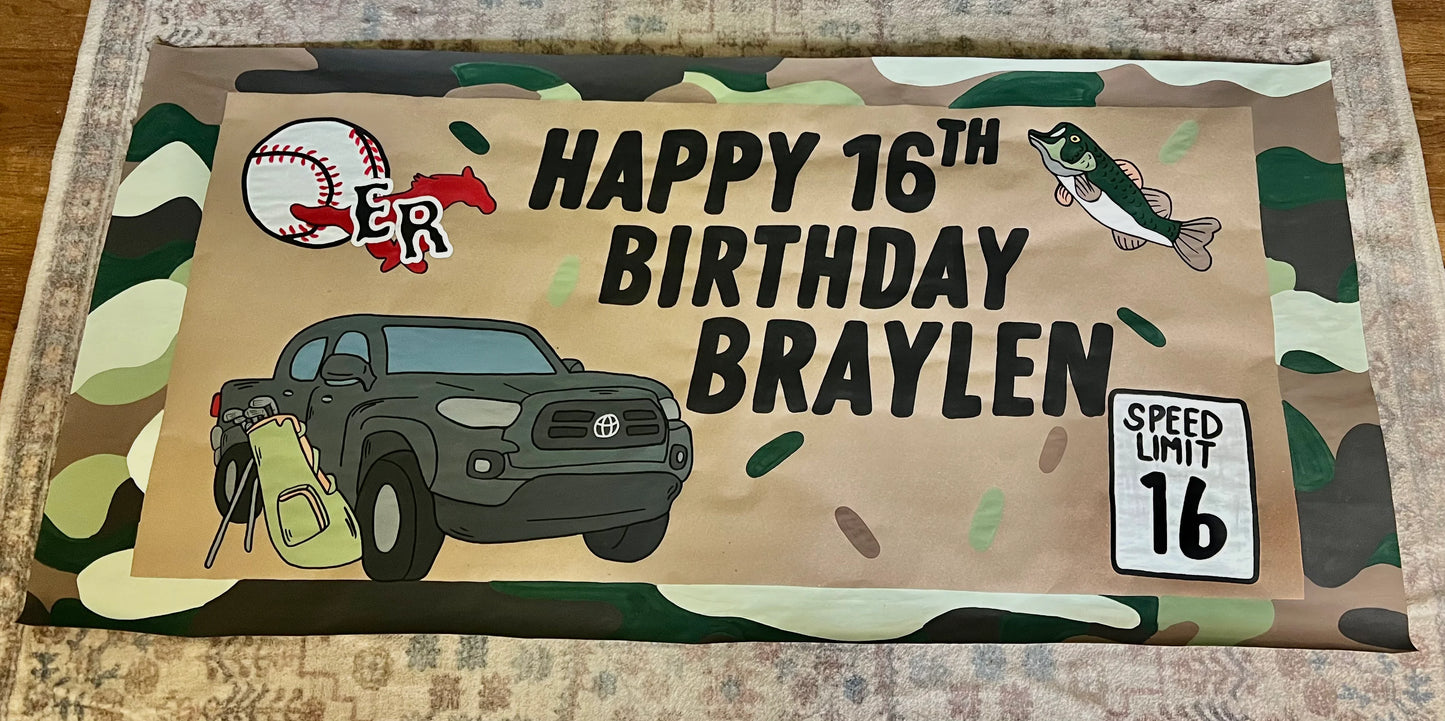 HAPPY 16TH
BIRTHDAY
BRAYLEN
ER
SPEED
LIMIT
16